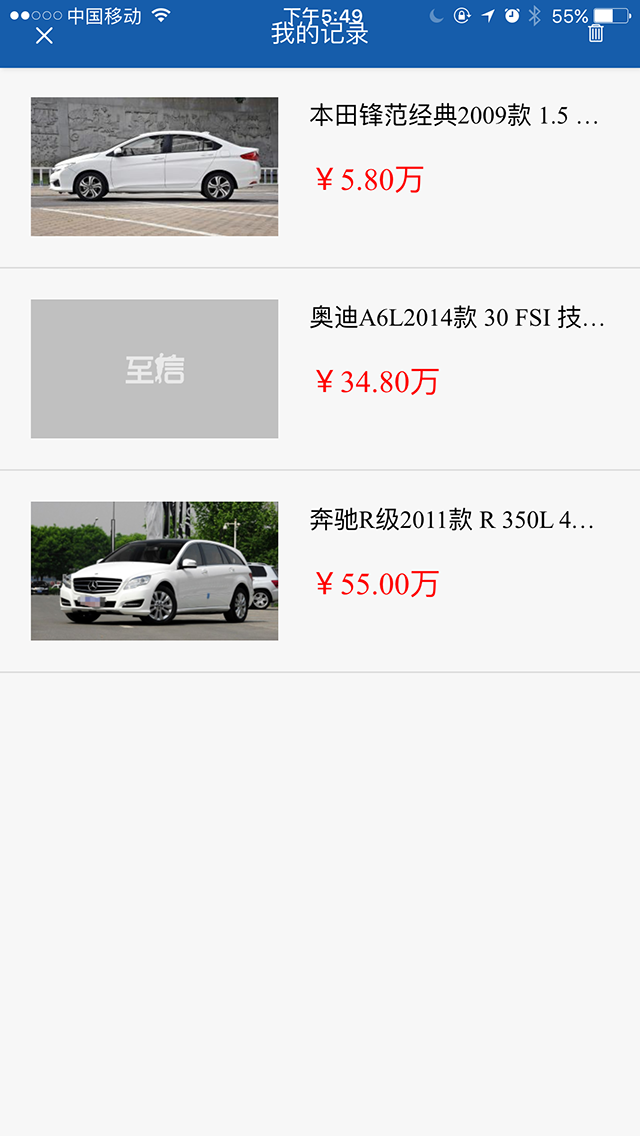 中国移动 下午5:49 55%
我的记录
本田锋范经典2009款 1.5 …
￥5.80万
至信
奥迪A6L2014款 30 FSI 技…
￥34.80万
奔驰R级2011款 R 350L 4…
￥55.00万